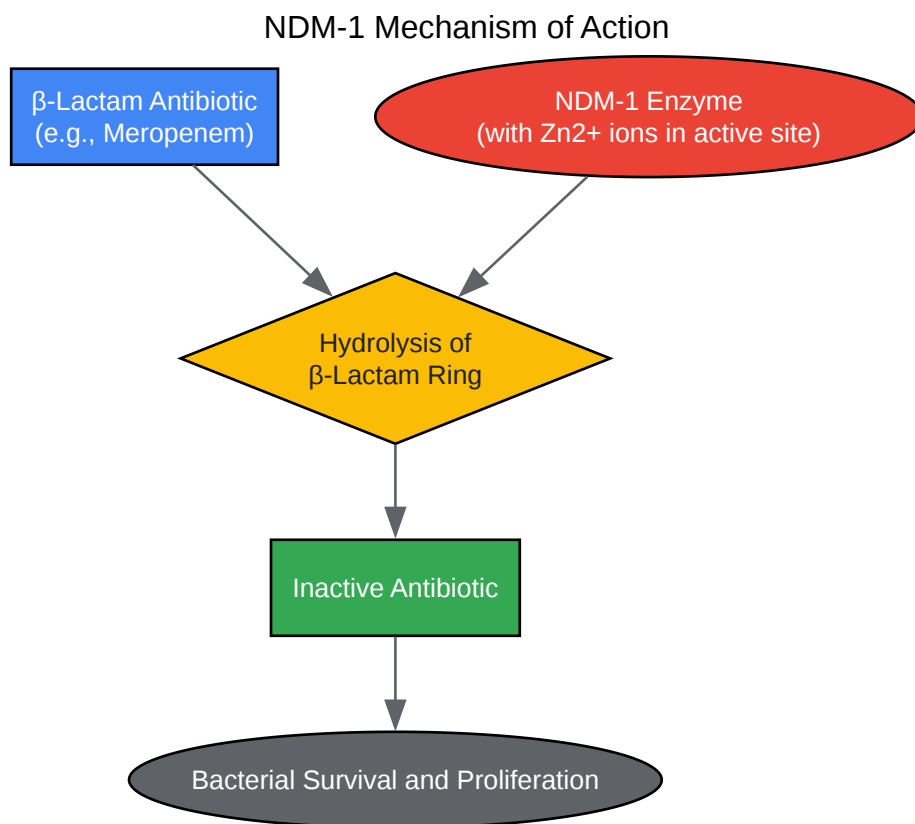 NDM-1 Mechanism of Action
β-Lactam Antibiotic
(e.g., Meropenem)
NDM-1 Enzyme
(with Zn2+ ions in active site)
Hydrolysis of
β-Lactam Ring
Inactive Antibiotic
Bacterial Survival and Proliferation